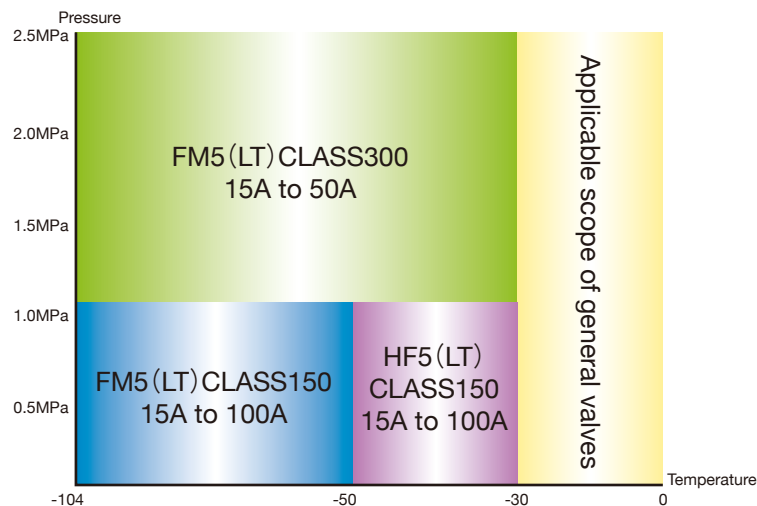 Pressure
2.5MPa
2.0MPa
1.5MPa
1.0MPa
0.5MPa
FM5(LT)CLASS300
15A to 50A
FM5(LT)CLASS150
15A to 100A
HF5(LT)
CLASS150
15A to 100A
Applicable scope of general valves
Temperature
-104
-50
-30
0